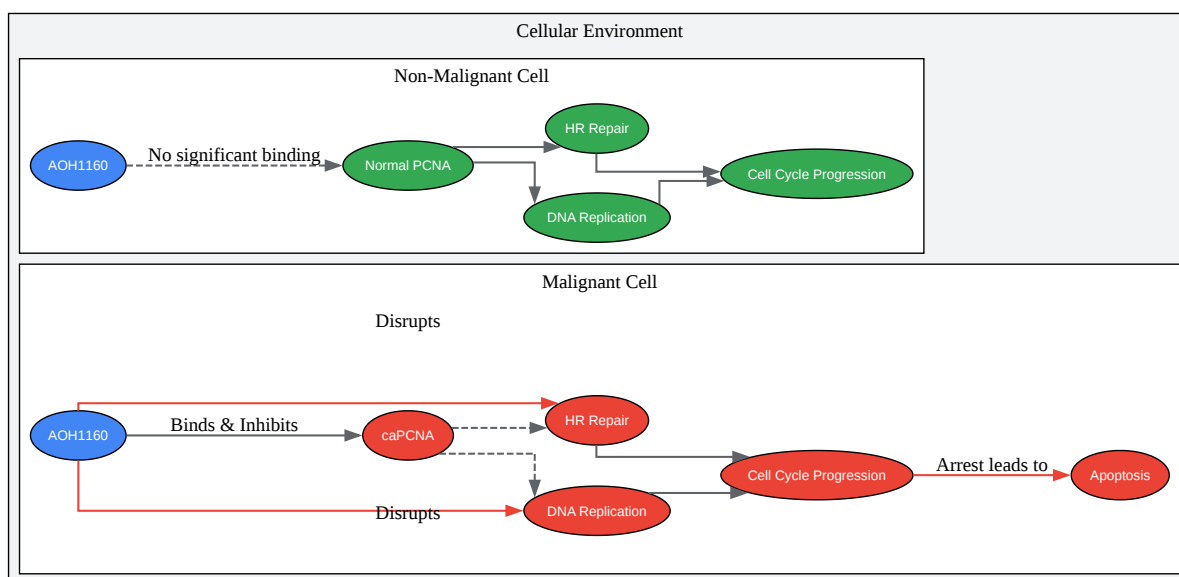 Cellular Environment
Non-Malignant Cell
HR Repair
AOH1160
No significant binding
Normal PCNA
Cell Cycle Progression
DNA Replication
Malignant Cell
Disrupts
HR Repair
AOH1160
Binds & Inhibits
caPCNA
Arrest leads to
Cell Cycle Progression
Apoptosis
Disrupts
DNA Replication